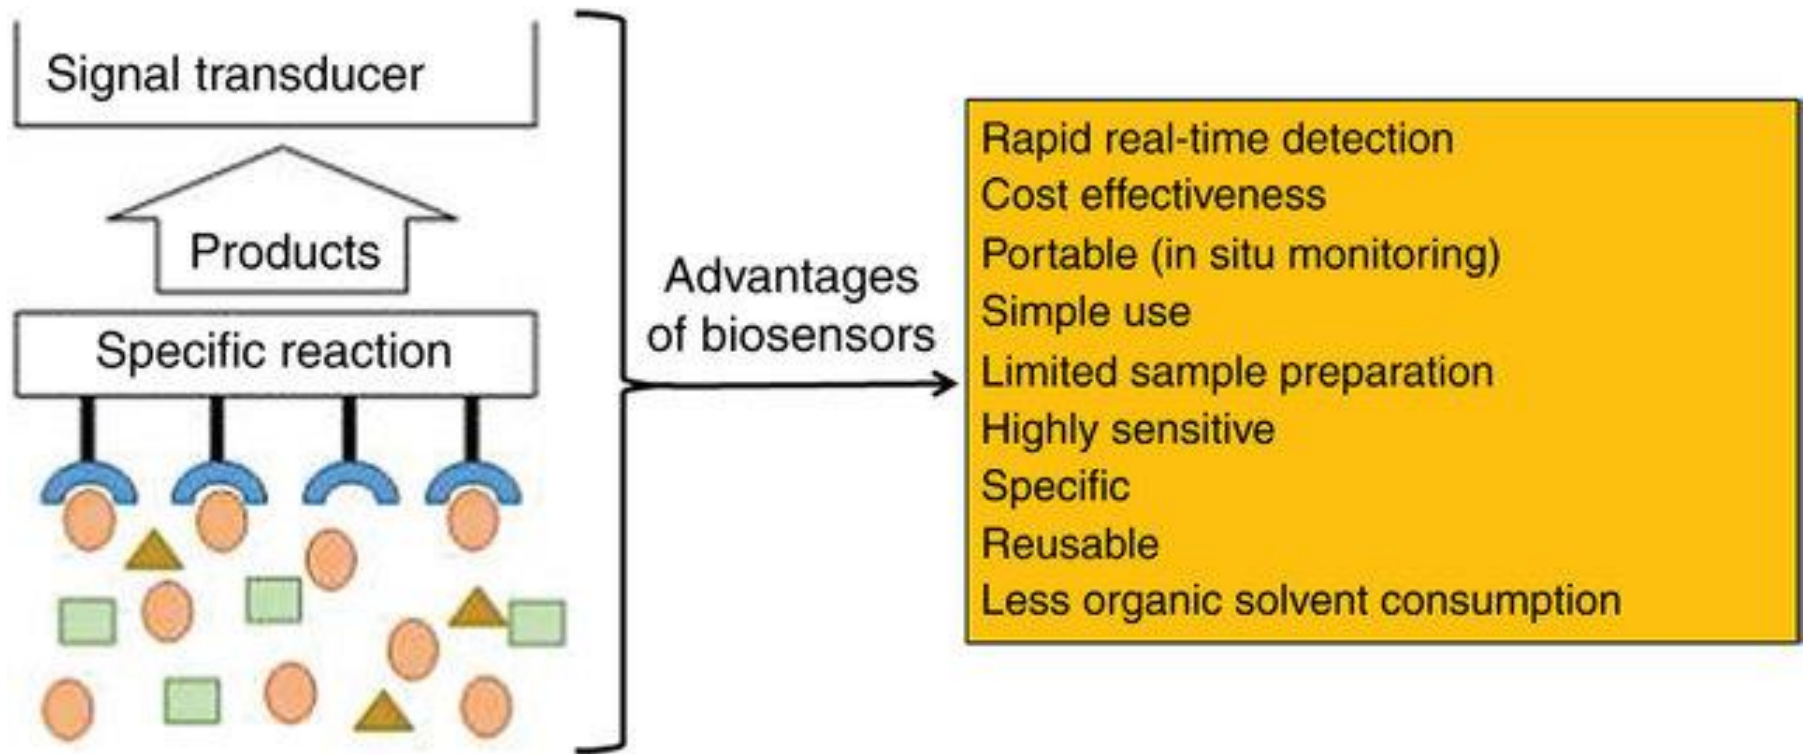 Signal transducer
Products
Specific reaction
Advantages
of biosensors
Rapid real-time detection
Cost effectiveness
Portable (in situ monitoring)
Simple use
Limited sample preparation
Highly sensitive
Specific
Reusable
Less organic solvent consumption